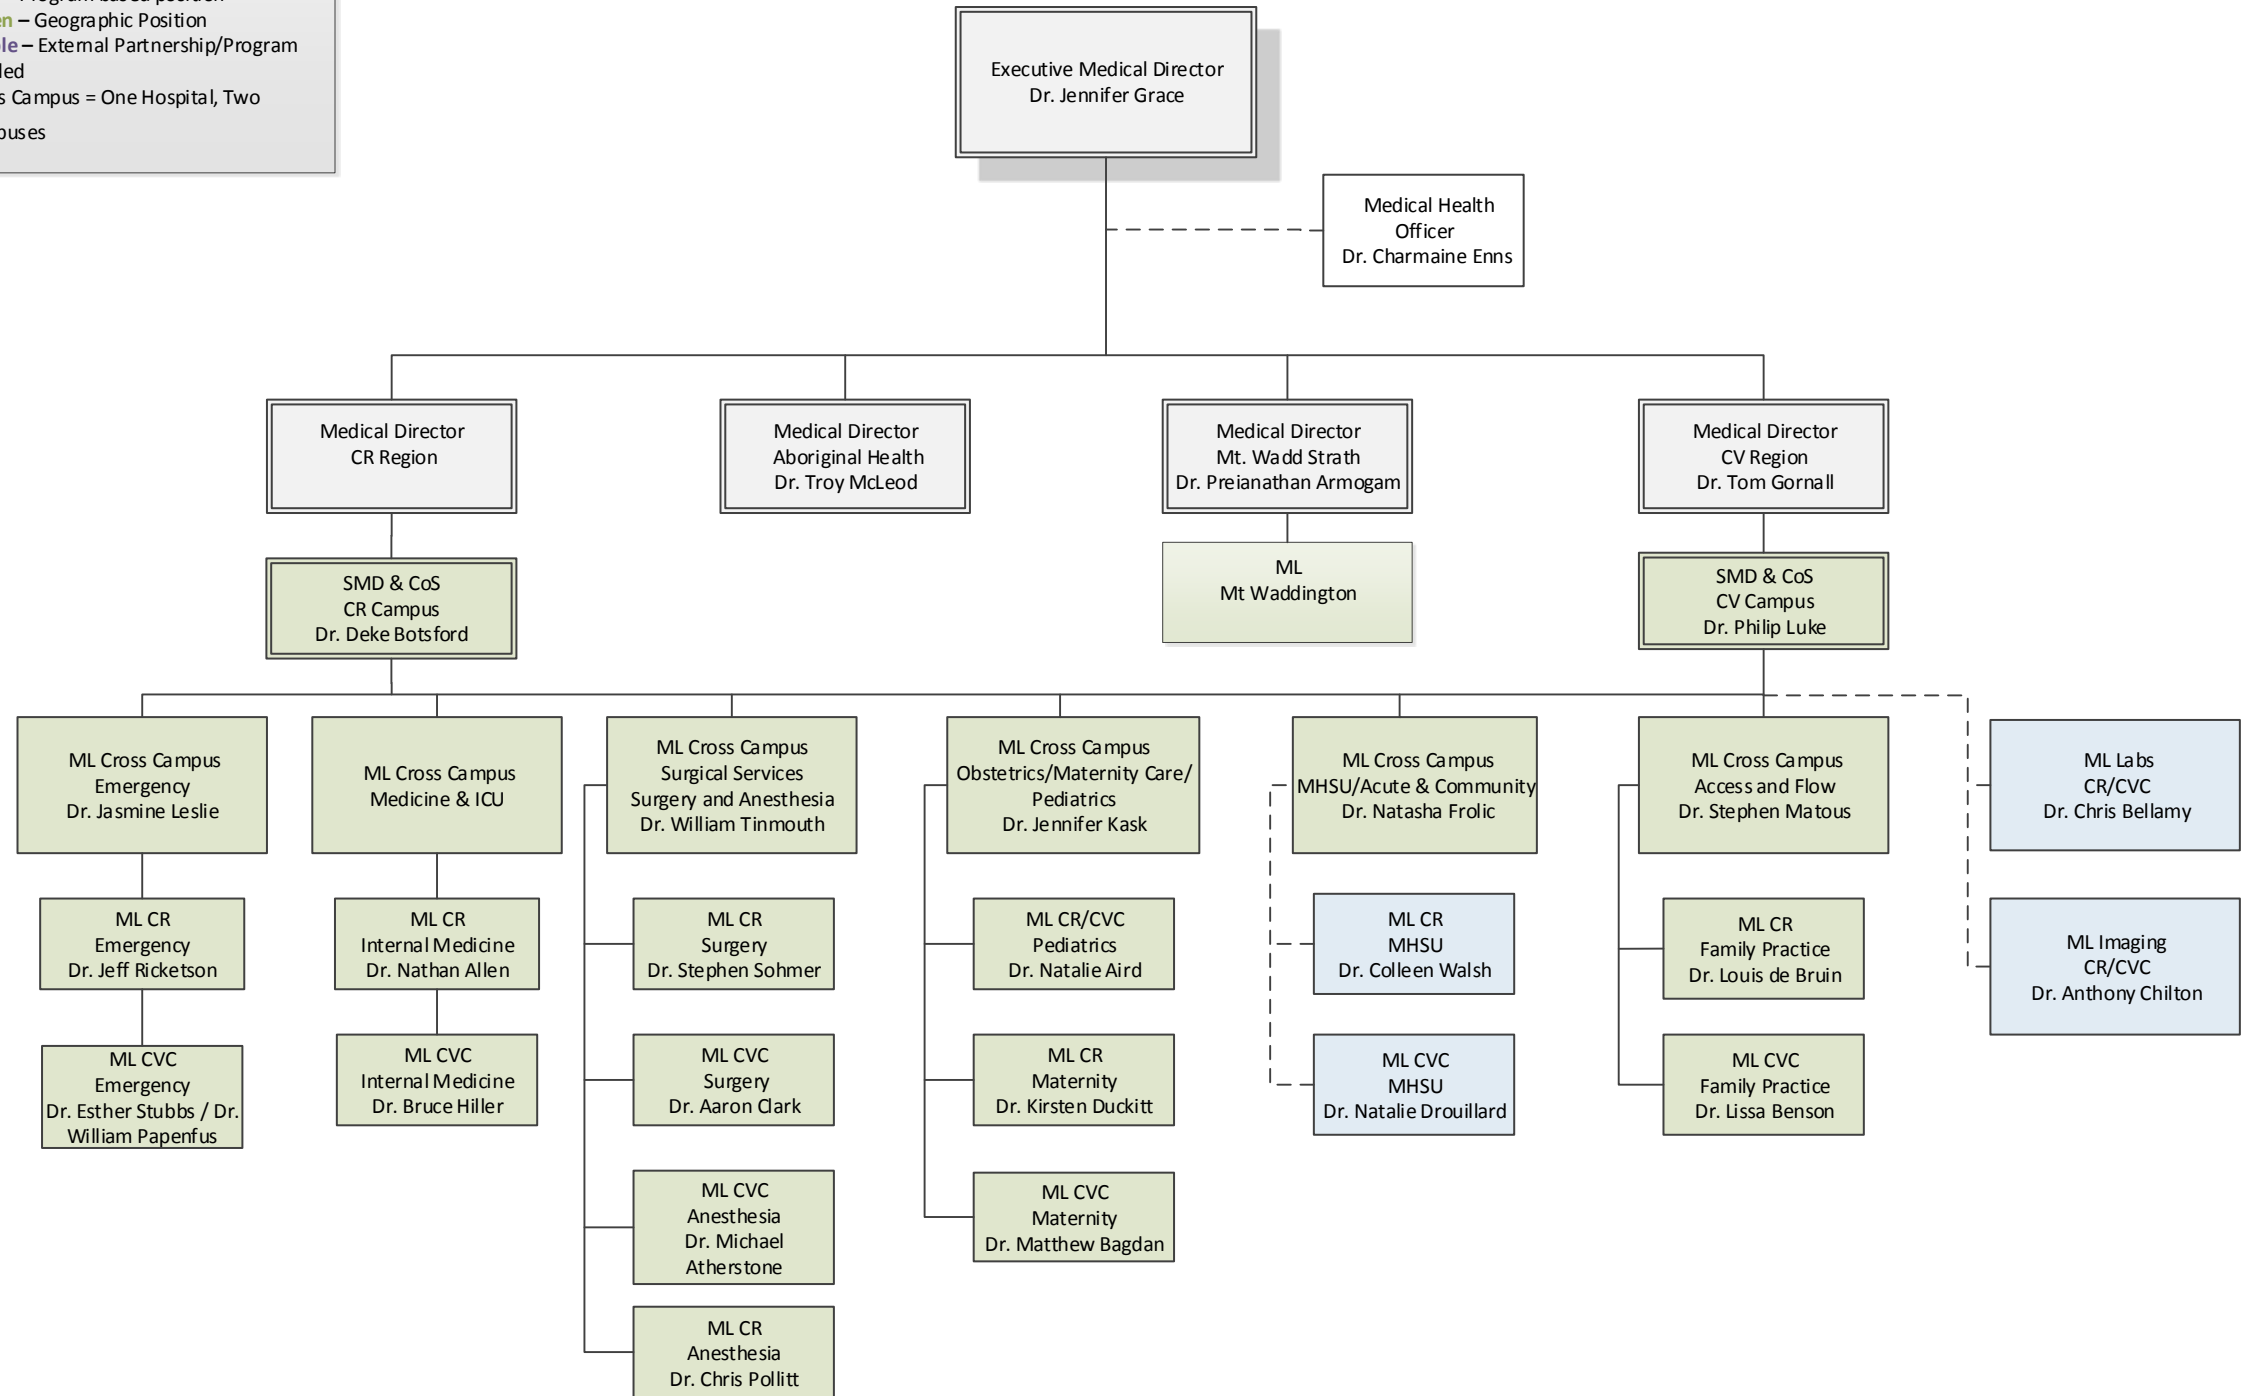 Program based position
en – Geographic Position
le – External Partnership/Program
led
s Campus = One Hospital, Two
puses
Executive Medical Director
Dr. Jennifer Grace
Medical Health
Officer
Dr. Charmaine Enns
Medical Director
CR Region
Medical Director
Aboriginal Health
Dr. Troy McLeod
Medical Director
Mt. Wadd Strath
Dr. Preianathan Armogam
Medical Director
CV Region
Dr. Tom Gornall
SMD & CoS
CR Campus
Dr. Deke Botsford
ML
Mt Waddington
SMD & CoS
CV Campus
Dr. Philip Luke
ML Cross Campus
Emergency
Dr. Jasmine Leslie
ML Cross Campus
Medicine & ICU
ML Cross Campus
Surgical Services
Surgery and Anesthesia
Dr. William Tinmouth
ML Cross Campus
Obstetrics/Maternity Care/
Pediatrics
Dr. Jennifer Kask
ML Cross Campus
MHSU/Acute & Community
Dr. Natasha Frolic
ML Cross Campus
Access and Flow
Dr. Stephen Matous
ML Labs
CR/CVC
Dr. Chris Bellamy
ML CR
Emergency
Dr. Jeff Ricketson
ML CR
Internal Medicine
Dr. Nathan Allen
ML CR
Surgery
Dr. Stephen Sohmer
ML CR/CVC
Pediatrics
Dr. Natalie Aird
ML CR
MHSU
Dr. Colleen Walsh
ML CR
Family Practice
Dr. Louis de Bruin
ML Imaging
CR/CVC
Dr. Anthony Chilton
ML CVC
Emergency
Dr. Esther Stubbs / Dr.
William Papenfus
ML CVC
Internal Medicine
Dr. Bruce Hiller
ML CVC
Surgery
Dr. Aaron Clark
ML CR
Maternity
Dr. Kirsten Duckitt
ML CVC
MHSU
Dr. Natalie Drouillard
ML CVC
Family Practice
Dr. Lissa Benson
ML CVC
Anesthesia
Dr. Michael
Atherstone
ML CVC
Maternity
Dr. Matthew Bagdan
ML CR
Anesthesia
Dr. Chris Pollitt